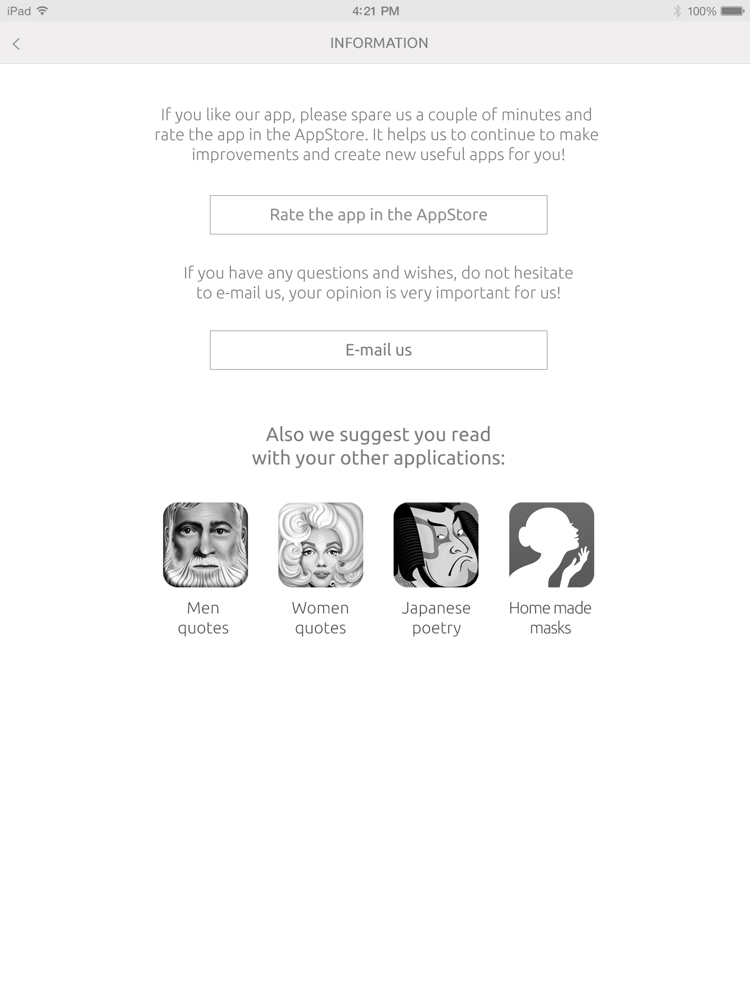 iPad 4:21 PM 100%
INFORMATION
If you like our app, please spare us a couple of minutes and
rate the app in the AppStore. It helps us to continue to make
improvements and create new useful apps for you!
Rate the app in the AppStore
If you have any questions and wishes, do not hesitate
to e-mail us, your opinion is very important for us!
E-mail us
Also we suggest you read
with your other applications:
Men
quotes
Women
quotes
Japanese
poetry
Home made
masks